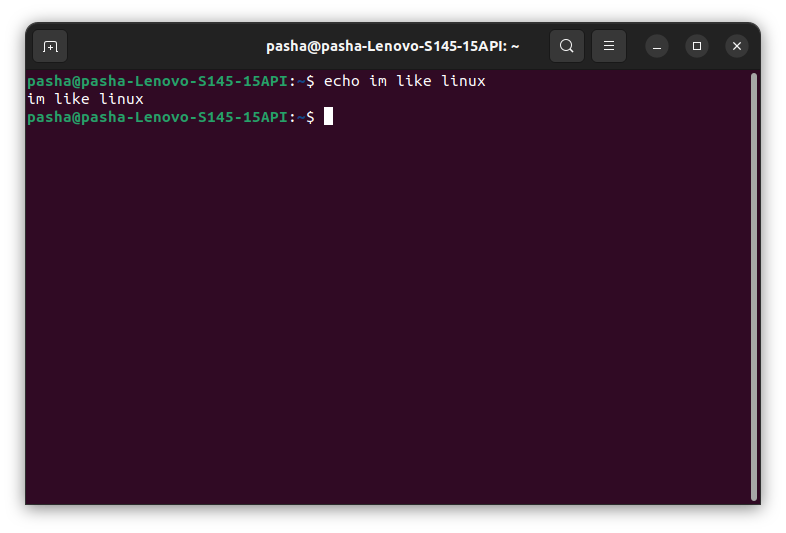 pasha@pasha-Lenovo-S145-15API: ~
pasha@pasha-Lenovo-S145-15API:~$ echo im like linux
im like linux
pasha@pasha-Lenovo-S145-15API:~$